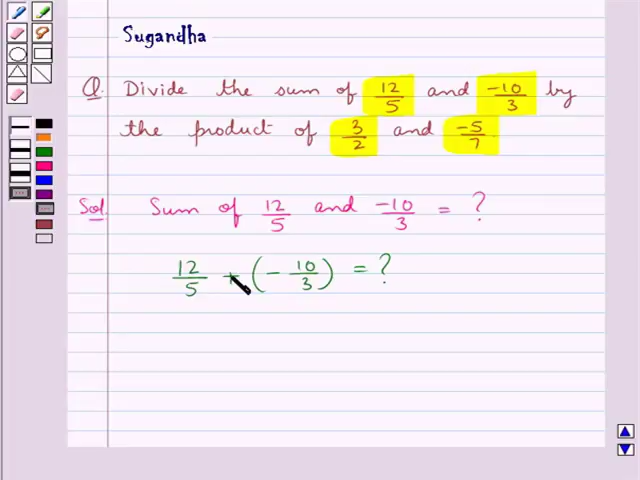 Sugandha
Q. Divide the sum of 12/5 and -10/3 by
the product of 3/2 and -5/7.
Sol. Sum of 12/5 and -10/3 = ?
12/5 + (- 10/3) = ?